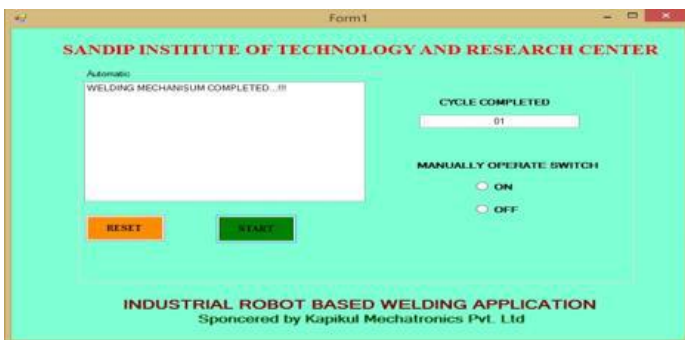 Form1
SANDIP INSTITUTE OF TECHNOLOGY AND RESEARCH CENTER
Automatic
WELDING MECHANISUM COMPLETED...!!!
CYCLE COMPLETED
01
MANUALLY OPERATE SWITCH
ON
OFF
RESET
START
INDUSTRIAL ROBOT BASED WELDING APPLICATION
Sponcered by Kapikul Mechatronics Pvt. Ltd